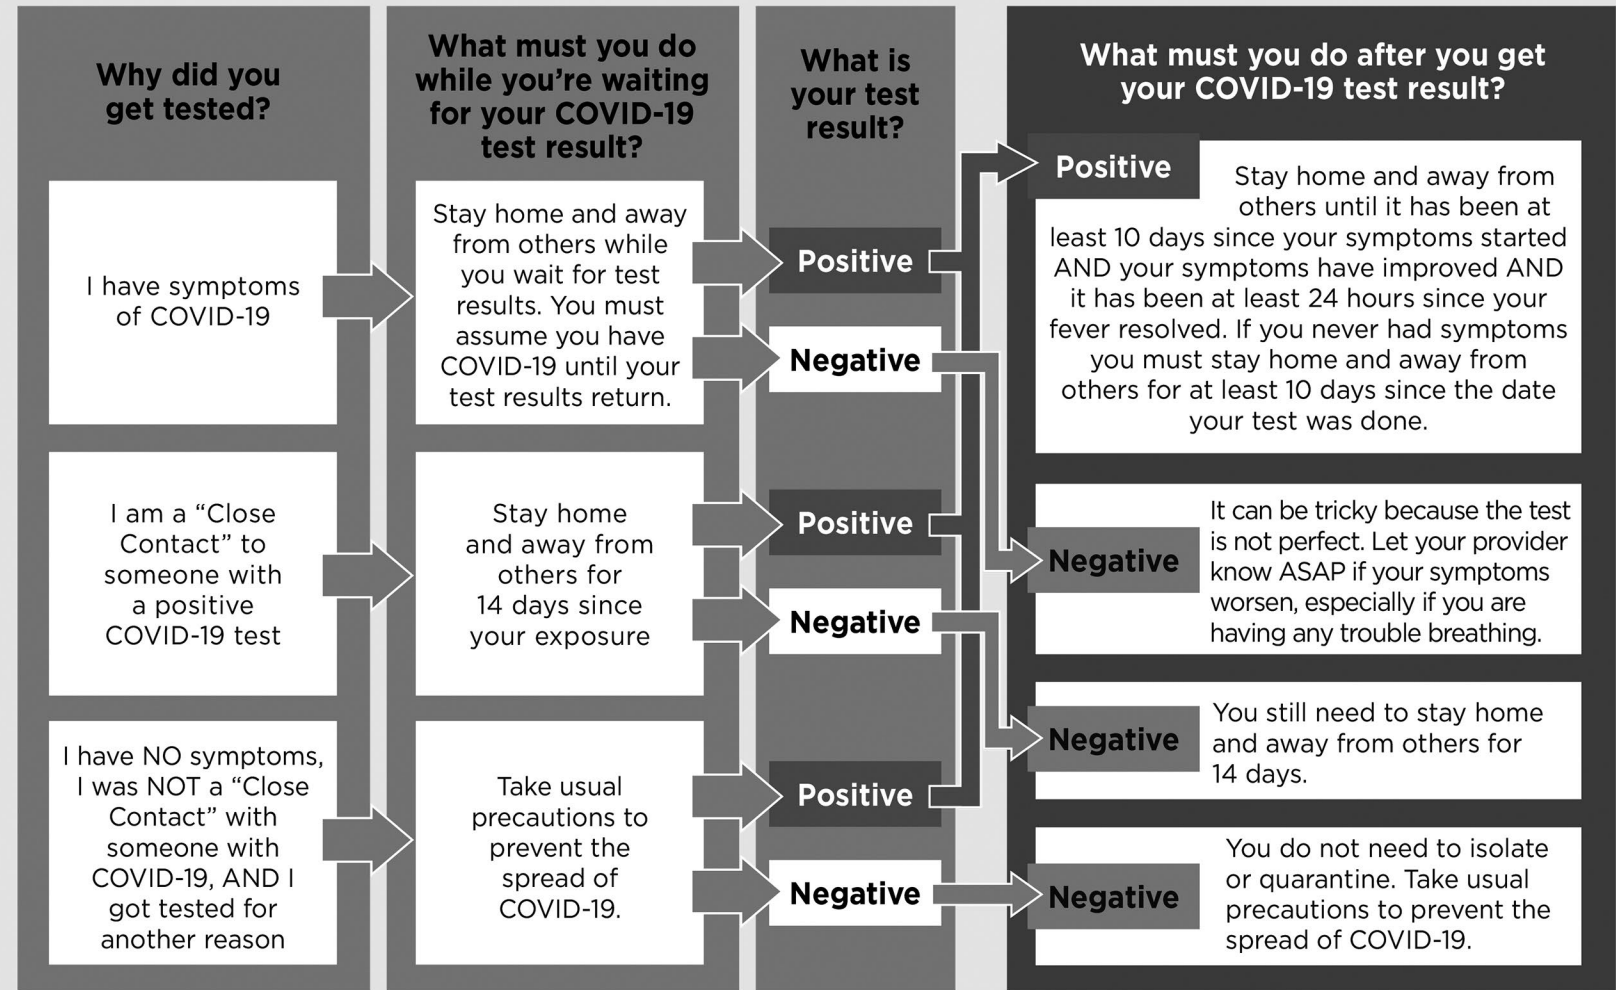 Why did you
get tested?
What must you do
while you’re waiting
for your COVID-19
test result?
What is
your test
result?
What must you do after you get
your COVID-19 test result?
I have symptoms
of COVID-19
Stay home and away
from others while
you wait for test
results. You must
assume you have
COVID-19 until your
test results return.
Positive
Negative
I am a “Close
Contact” to
someone with
a positive
COVID-19 test
Stay home
and away from
others for
14 days since
your exposure
Positive
Negative
I have NO symptoms,
I was NOT a “Close
Contact” with
someone with
COVID-19, AND I
got tested for
another reason
Take usual
precautions to
prevent the
spread of
COVID-19.
Positive
Negative
Positive
Stay home and away from
others until it has been at
least 10 days since your symptoms started
AND your symptoms have improved AND
it has been at least 24 hours since your
fever resolved. If you never had symptoms
you must stay home and away from
others for at least 10 days since the date
your test was done.
Negative
It can be tricky because the test
is not perfect. Let your provider
know ASAP if your symptoms
worsen, especially if you are
having any trouble breathing.
Negative
You still need to stay home
and away from others for
14 days.
Negative
You do not need to isolate
or quarantine. Take usual
precautions to prevent the
spread of COVID-19.